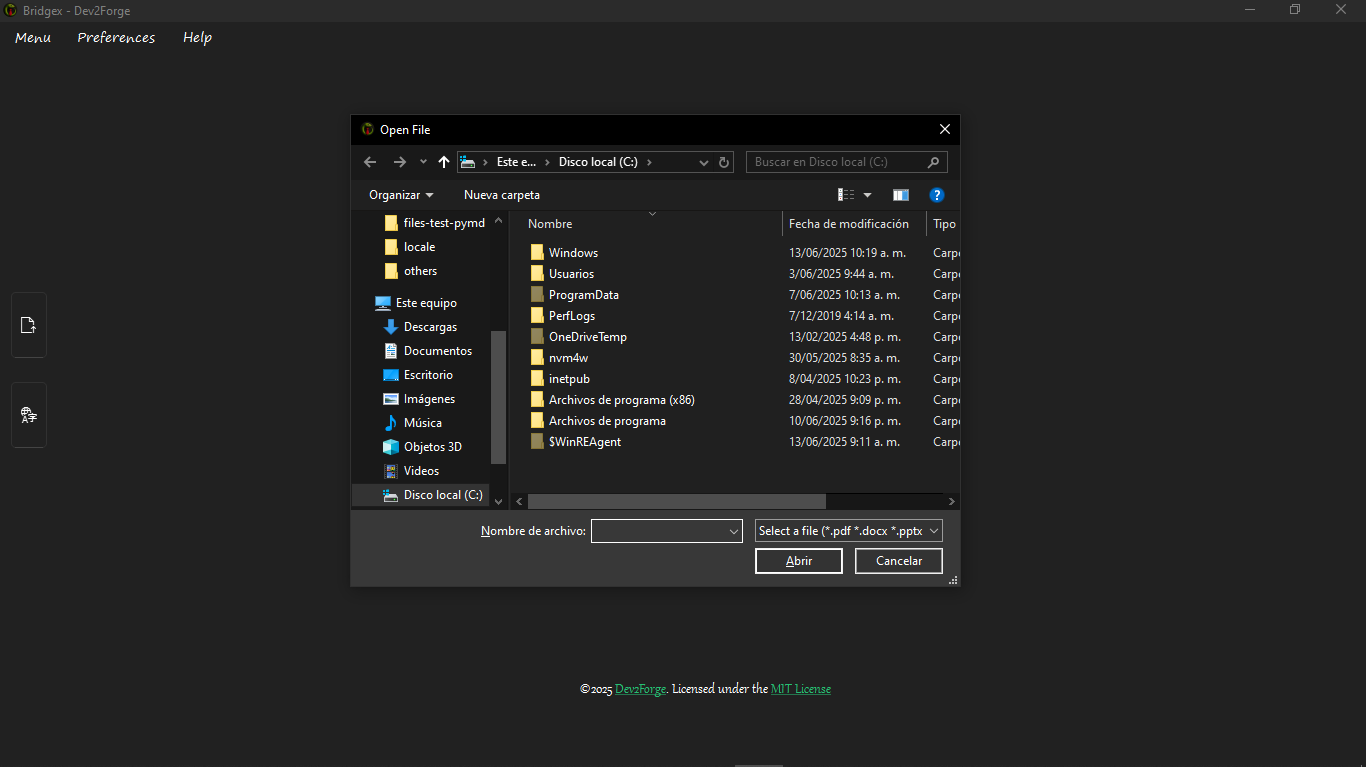 Bridgex - Dev2Forge
Menu Preferences Help
Open File
Este e... Disco local (C:)
Buscar en Disco local (C:)
Organizar Nueva carpeta
files-test-pymd
locale
others
Este equipo
Descargas
Documentos
Escritorio
Imágenes
Música
Objetos 3D
Videos
Disco local (C:)
Nombre Fecha de modificación Tipo
Windows 13/06/2025 10:19 a. m. Carpe
Usuarios 3/06/2025 9:44 a. m. Carpe
ProgramData 7/06/2025 10:13 a. m. Carpe
PerfLogs 7/12/2019 4:14 a. m. Carpe
OneDriveTemp 13/02/2025 4:48 p. m. Carpe
nvm4w 30/05/2025 8:35 a. m. Carpe
inetpub 8/04/2025 10:23 p. m. Carpe
Archivos de programa (x86) 28/04/2025 9:09 p. m. Carpe
Archivos de programa 10/06/2025 9:16 p. m. Carpe
$WinREAgent 13/06/2025 9:11 a. m. Carpe
Nombre de archivo: Select a file (*.pdf *.docx *.pptx
Abrir Cancelar
©2025 Dev2Forge. Licensed under the MIT License